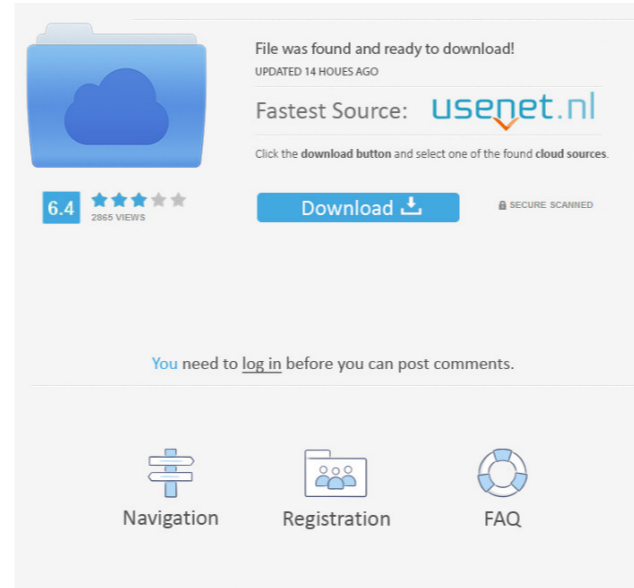 File was found and ready to download!
UPDATED 14 HOUES AGO
Fastest Source: usenet.nl
Click the download button and select one of the found cloud sources.
6.4
2865 VIEWS
Download
SECURE SCANNED
You need to log in before you can post comments.
Navigation
Registration
FAQ